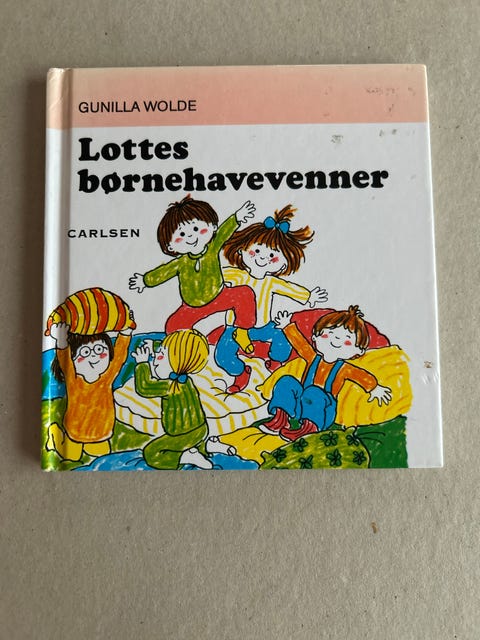 GUNILLA WOLDE
Lottes
børnehavevenner
CARLSEN